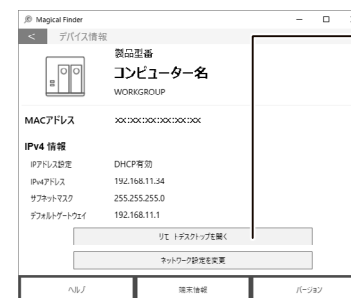 Magical Finder
< デバイス情報
製品型番
コンピューター名
WORKGROUP
MACアドレス xx:xx:xx:xx:xx:xx
IPv4 情報
IPアドレス設定 DHCP有効
IPv4アドレス 192.168.11.34
サブネットマスク 255.255.255.0
デフォルトゲートウェイ 192.168.11.1
リモートデスクトップを開く
ネットワーク設定を変更
ヘルプ 端末情報 バージョン